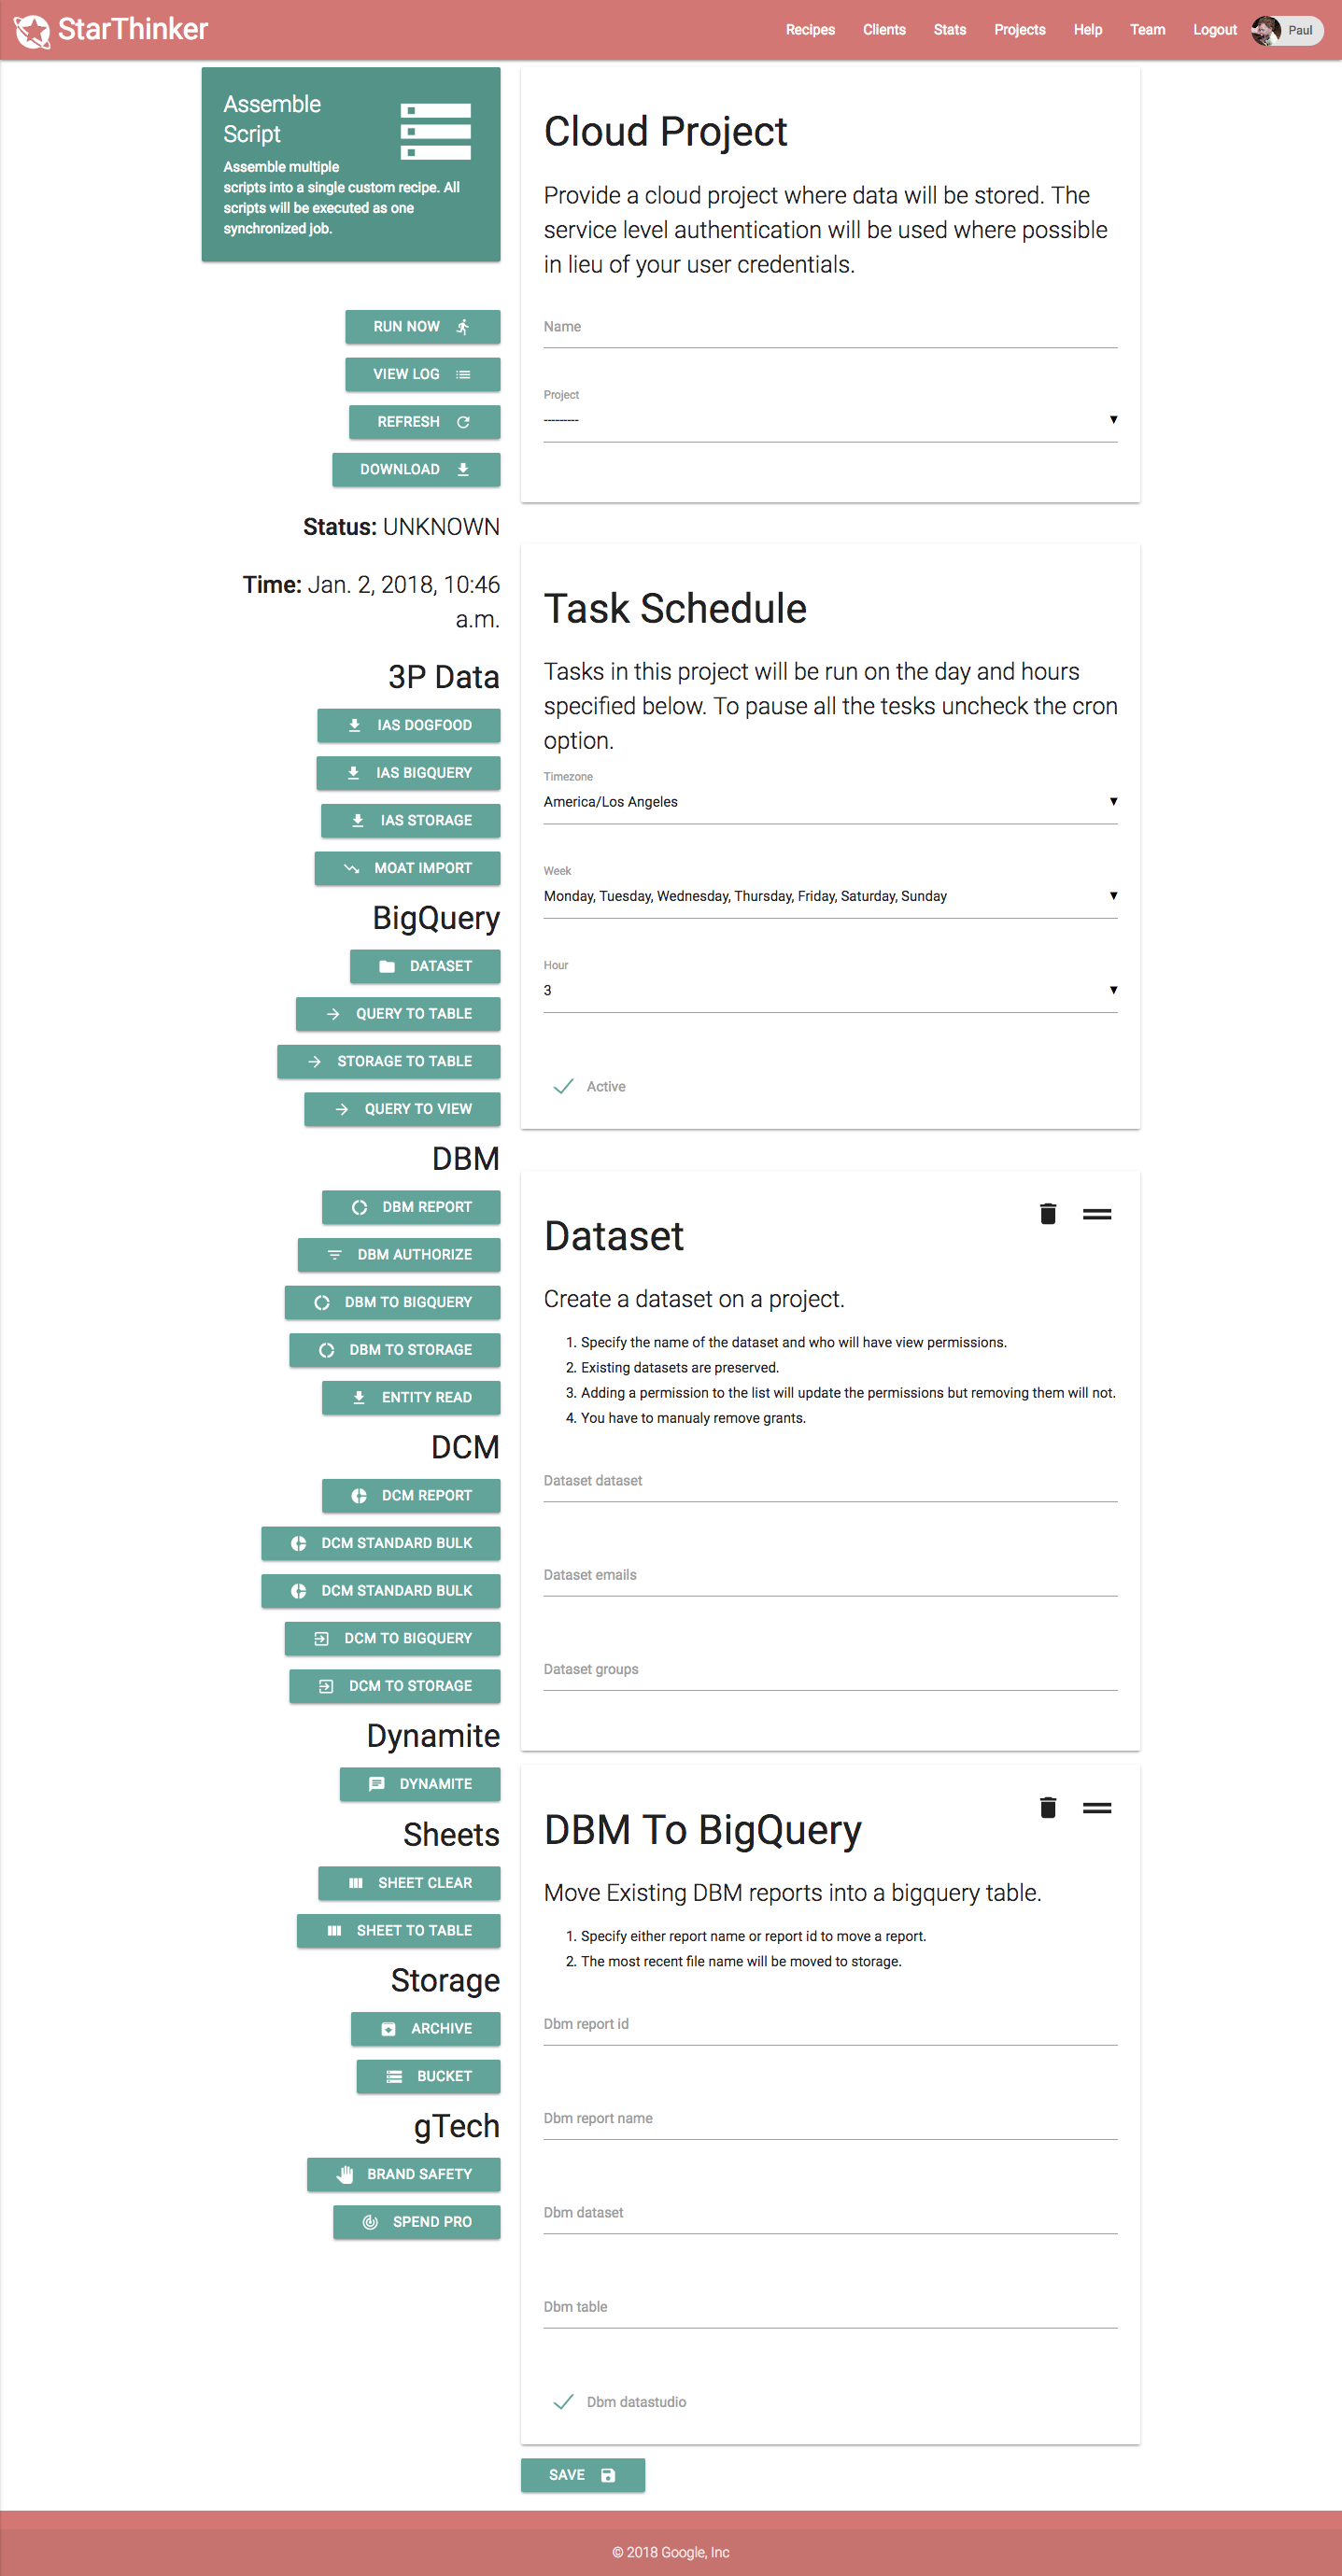 StarThinker
Recipes Clients Stats Projects Help Team Logout Paul
Assemble
Script
Assemble multiple
scripts into a single custom recipe. All
scripts will be executed as one
synchronized job.
RUN NOW
VIEW LOG
REFRESH
DOWNLOAD
Status: UNKNOWN
Time: Jan. 2, 2018, 10:46
a.m.
3P Data
IAS DOGFOOD
IAS BIGQUERY
IAS STORAGE
MOAT IMPORT
BigQuery
DATASET
QUERY TO TABLE
STORAGE TO TABLE
QUERY TO VIEW
DBM
DBM REPORT
DBM AUTHORIZE
DBM TO BIGQUERY
DBM TO STORAGE
ENTITY READ
DCM
DCM REPORT
DCM STANDARD BULK
DCM STANDARD BULK
DCM TO BIGQUERY
DCM TO STORAGE
Dynamite
DYNAMITE
Sheets
SHEET CLEAR
SHEET TO TABLE
Storage
ARCHIVE
BUCKET
gTech
BRAND SAFETY
SPEND PRO
Cloud Project
Provide a cloud project where data will be stored. The
service level authentication will be used where possible
in lieu of your user credentials.
Name
Project
---------
Task Schedule
Tasks in this project will be run on the day and hours
specified below. To pause all the tesks uncheck the cron
option.
Timezone
America/Los Angeles
Week
Monday, Tuesday, Wednesday, Thursday, Friday, Saturday, Sunday
Hour
3
Active
Dataset
Create a dataset on a project.
1. Specify the name of the dataset and who will have view permissions.
2. Existing datasets are preserved.
3. Adding a permission to the list will update the permissions but removing them will not.
4. You have to manualy remove grants.
Dataset dataset
Dataset emails
Dataset groups
DBM To BigQuery
Move Existing DBM reports into a bigquery table.
1. Specify either report name or report id to move a report.
2. The most recent file name will be moved to storage.
Dbm report id
Dbm report name
Dbm dataset
Dbm table
Dbm datastudio
SAVE
© 2018 Google, Inc